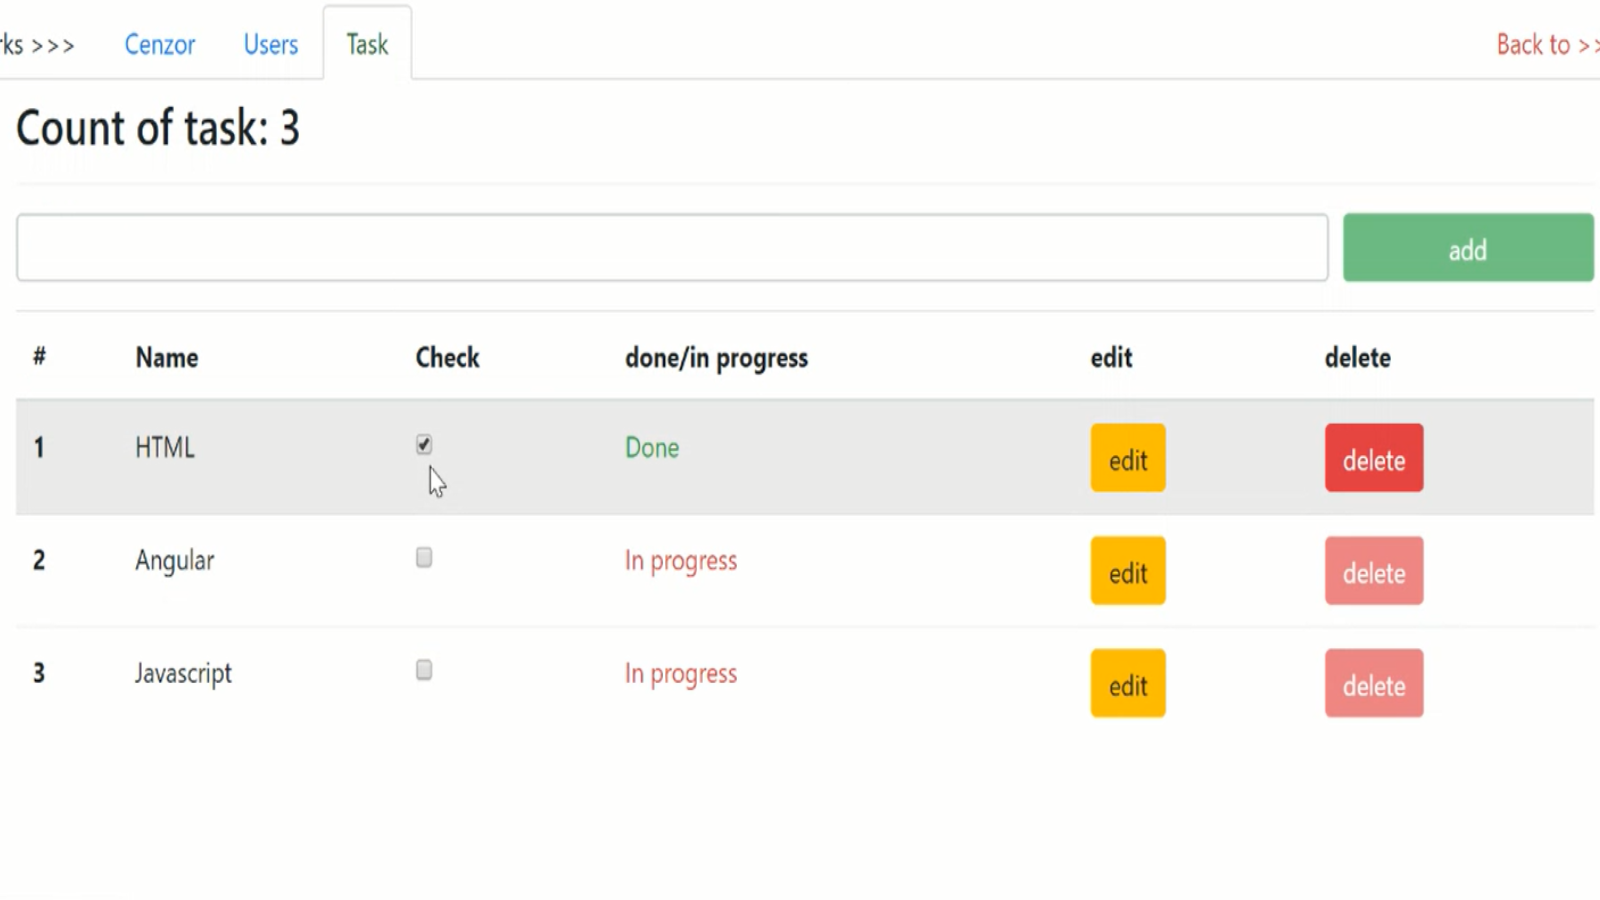 rks >>> Cenzor Users Task Back to >>
Count of task: 3
add
# Name Check done/in progress edit delete
1 HTML Done edit delete
2 Angular In progress edit delete
3 Javascript In progress edit delete